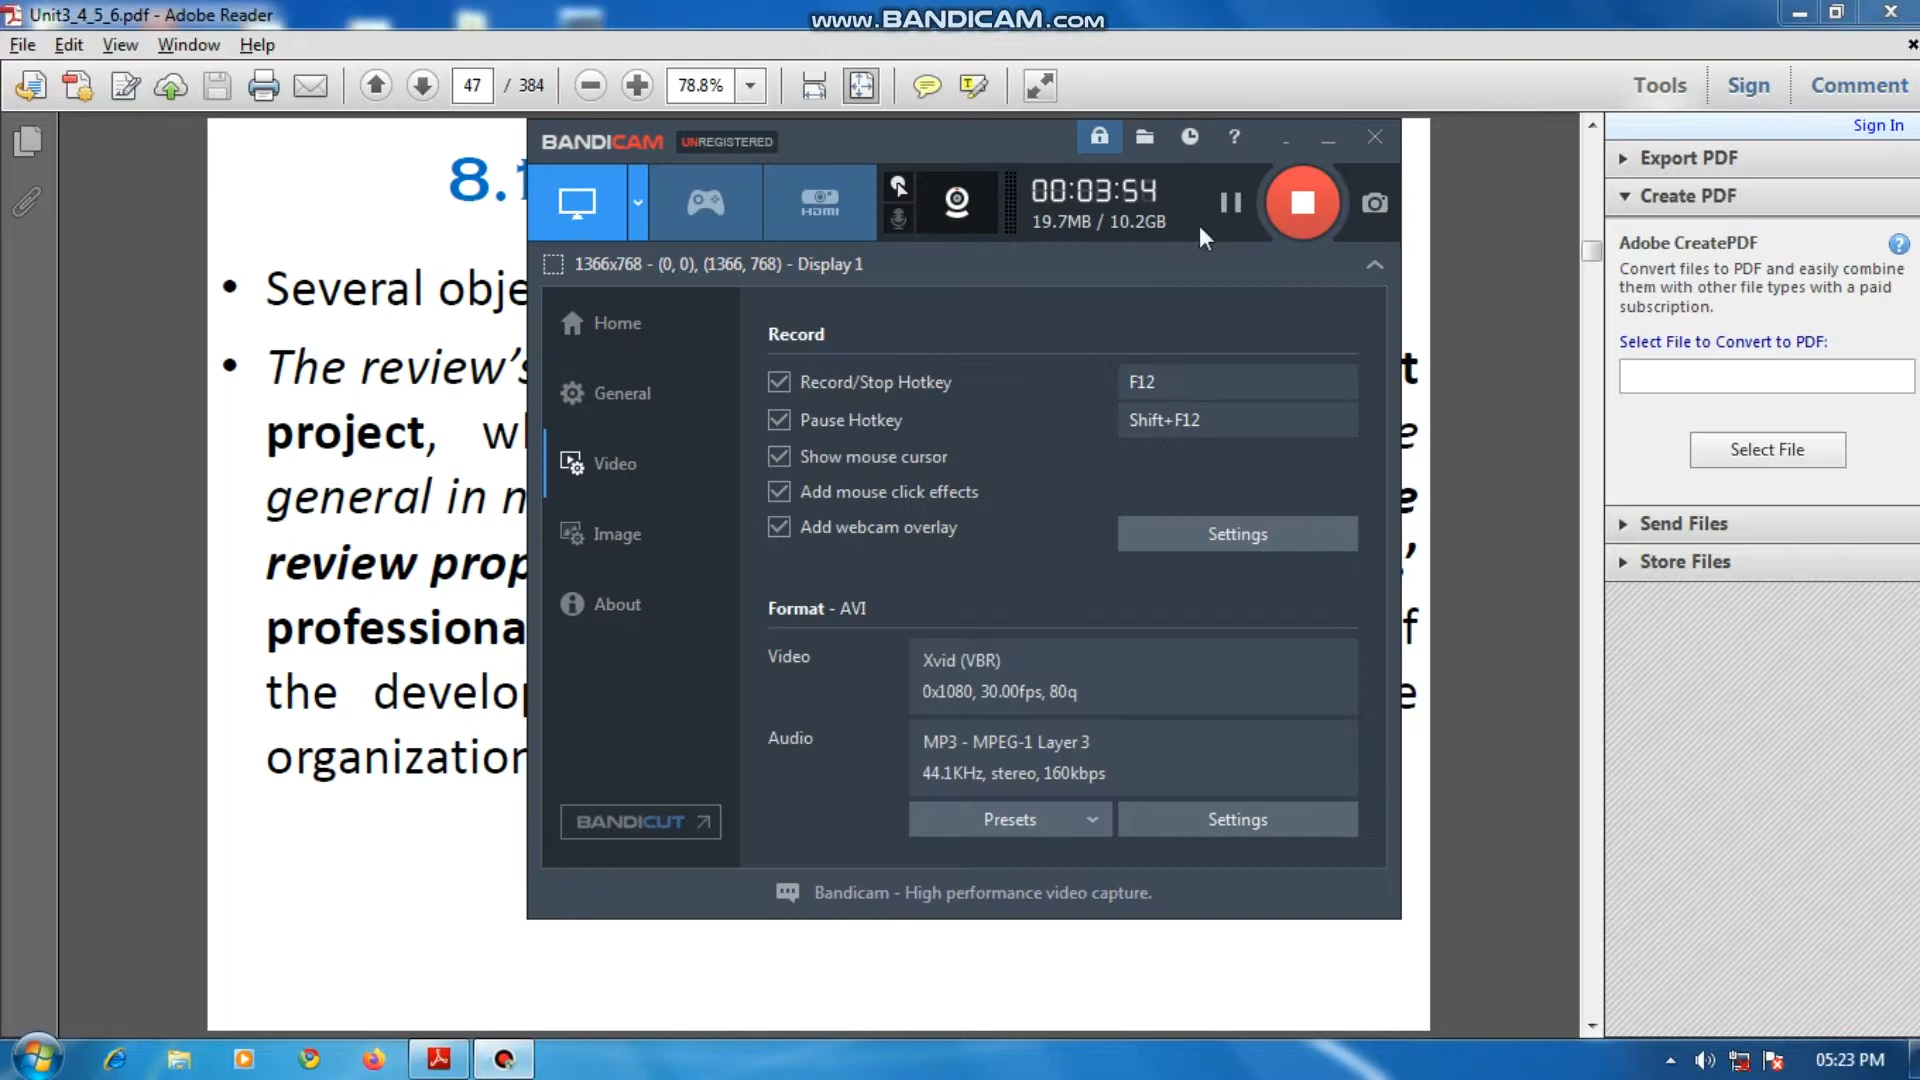 Unit3_4_5_6.pdf - Adobe Reader
www.BANDICAM.com
File Edit View Window Help
47 / 384
78.8%
Tools Sign Comment
Sign In
Export PDF
Create PDF
Adobe CreatePDF
Convert files to PDF and easily combine
them with other file types with a paid
subscription.
Select File to Convert to PDF:
Select File
Send Files
Store Files
8.
Several obje
The review's
t
project, w
e
general in n
e
review prop
professiona
f
the develop
e
organization
BANDICAM UNREGISTERED
HDMI
00:03:54
19.7MB / 10.2GB
1366x768 - (0, 0), (1366, 768) - Display 1
Home
General
Video
Image
About
BANDICUT
Record
Record/Stop Hotkey F12
Pause Hotkey Shift+F12
Show mouse cursor
Add mouse click effects
Add webcam overlay
Settings
Format - AVI
Video
Xvid (VBR)
0x1080, 30.00fps, 80q
Audio
MP3 - MPEG-1 Layer 3
44.1KHz, stereo, 160kbps
Presets Settings
Bandicam - High performance video capture.
05:23 PM